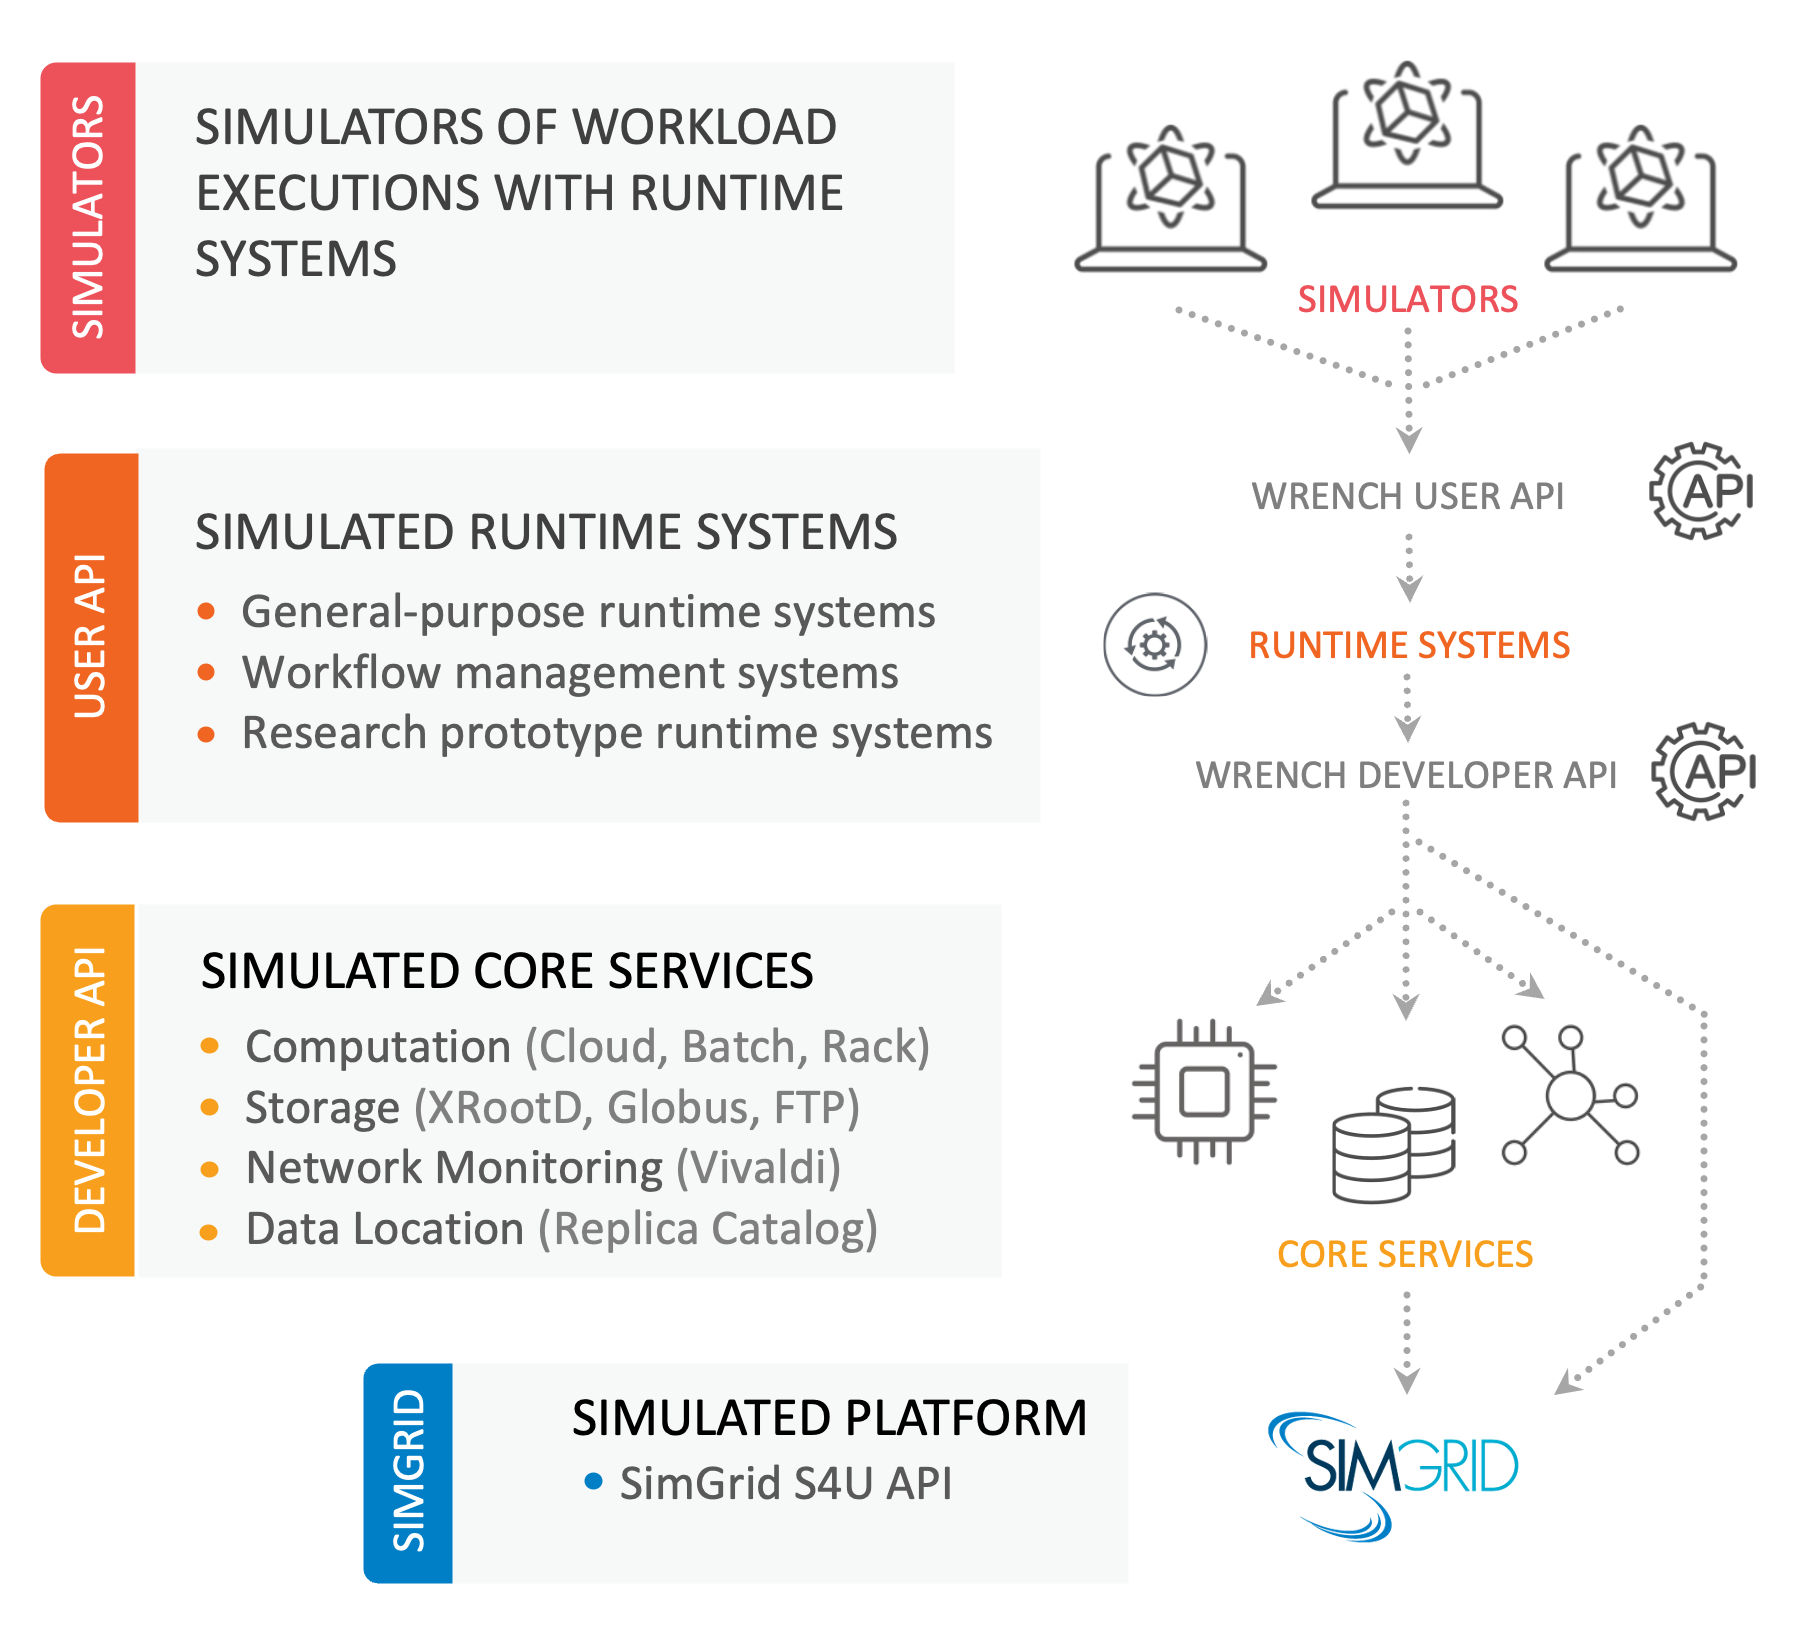 SIMULATORS
SIMULATORS OF WORKLOAD
EXECUTIONS WITH RUNTIME
SYSTEMS
USER API
SIMULATED RUNTIME SYSTEMS
• General-purpose runtime systems
• Workflow management systems
• Research prototype runtime systems
DEVELOPER API
SIMULATED CORE SERVICES
• Computation (Cloud, Batch, Rack)
• Storage (XRootD, Globus, FTP)
• Network Monitoring (Vivaldi)
• Data Location (Replica Catalog)
SIMGRID
SIMULATED PLATFORM
• SimGrid S4U API
SIMULATORS
WRENCH USER API
API
RUNTIME SYSTEMS
WRENCH DEVELOPER API
API
CORE SERVICES
SIMGRID